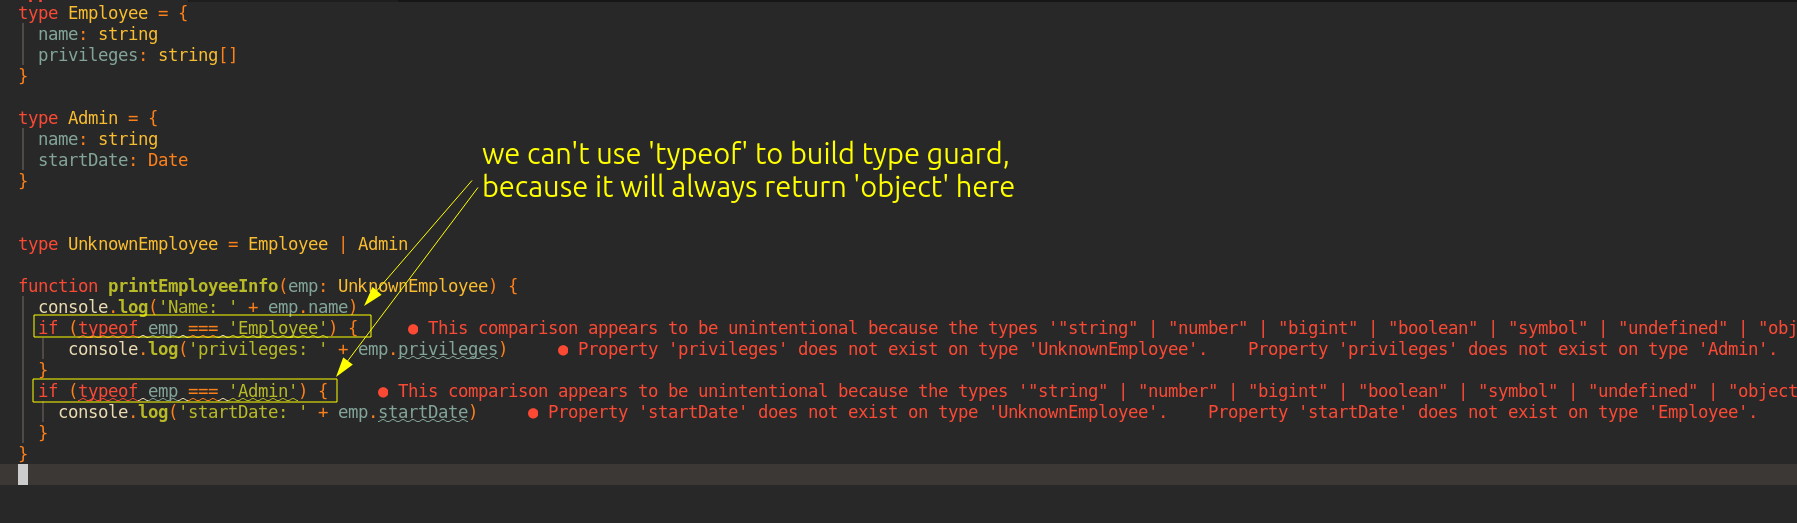 type Employee = {
name: string
privileges: string[]
}
type Admin = {
name: string
startDate: Date
}
we can't use 'typeof' to build type guard,
because it will always return 'object' here
type UnknownEmployee = Employee | Admin
function printEmployeeInfo(emp: UnknownEmployee) {
console.log('Name: ' + emp.name)
if (typeof emp === 'Employee') { ● This comparison appears to be unintentional because the types '"string" | "number" | "bigint" | "boolean" | "symbol" | "undefined" | "obj
console.log('privileges: ' + emp.privileges) ● Property 'privileges' does not exist on type 'UnknownEmployee'. Property 'privileges' does not exist on type 'Admin'.
}
if (typeof emp === 'Admin') { ● This comparison appears to be unintentional because the types '"string" | "number" | "bigint" | "boolean" | "symbol" | "undefined" | "object
console.log('startDate: ' + emp.startDate) ● Property 'startDate' does not exist on type 'UnknownEmployee'. Property 'startDate' does not exist on type 'Employee'.
}
}